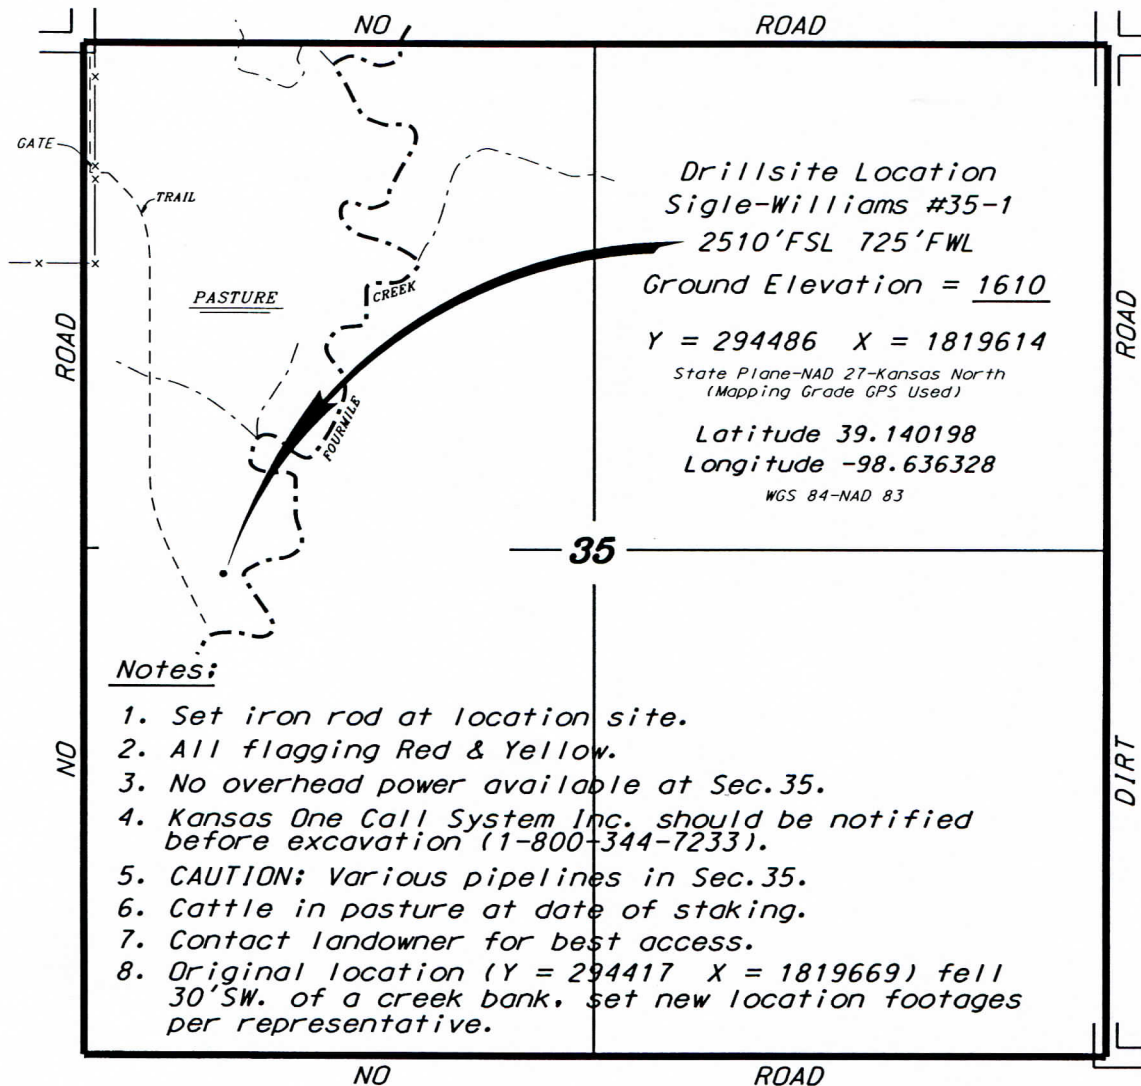 NO ROAD
GATE
TRAIL
Drillsite Location
Sigle-Williams #35-1
2510'FSL 725'FWL
Ground Elevation = 1610
PASTURE
CREEK
ROAD
ROAD
Y = 294486 X = 1819614
State Plane-NAD 27-Kansas North
(Mapping Grade GPS Used)
FOURMILE
Latitude 39.140198
Longitude -98.636328
WGS 84-NAD 83
35
Notes:
1. Set iron rod at location site.
2. All flagging Red & Yellow.
NO
DIRT
3. No overhead power available at Sec.35.
4. Kansas One Call System Inc. should be notified
before excavation (1-800-344-7233).
5. CAUTION: Various pipelines in Sec.35.
6. Cattle in pasture at date of staking.
7. Contact landowner for best access.
8. Original location (Y = 294417 X = 1819669) fell
30'SW. of a creek bank, set new location footages
per representative.
NO ROAD